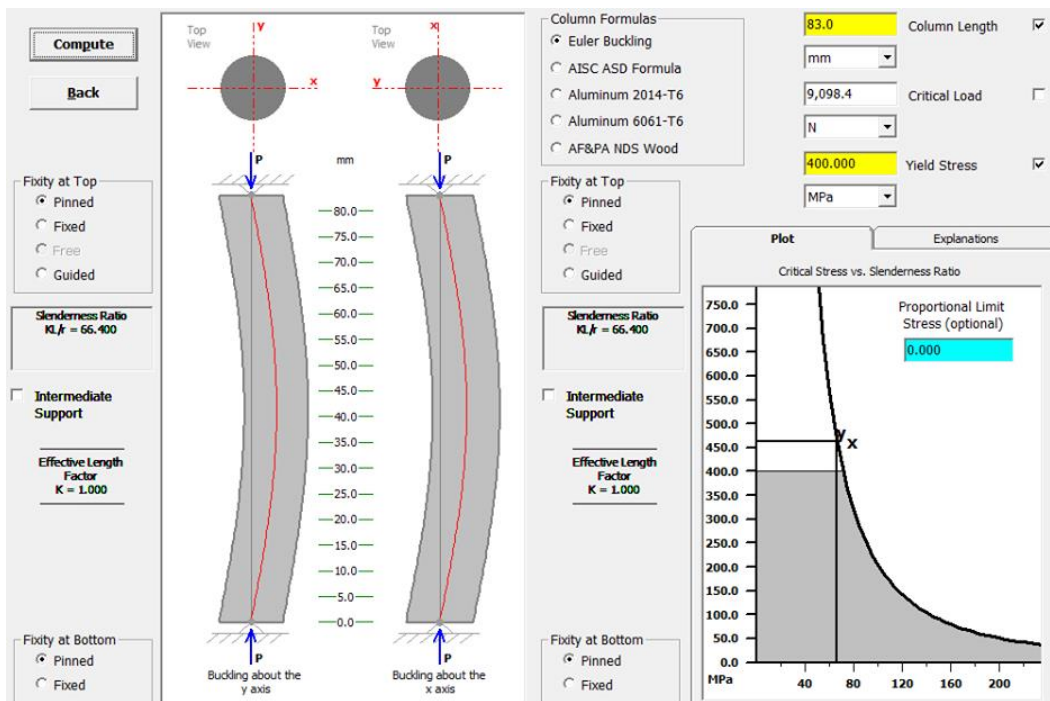 Compute
Back
Fixity at Top
Pinned
Fixed
Free
Guided
Slenderness Ratio
KL/r = 66.400
Intermediate
Support
Effective Length
Factor
K = 1.000
Fixity at Bottom
Pinned
Fixed
Top
View
y
x
P
P
Buckling about the
y axis
mm
80.0
75.0
70.0
65.0
60.0
55.0
50.0
45.0
40.0
35.0
30.0
25.0
20.0
15.0
10.0
5.0
0.0
Top
View
x
y
P
P
Buckling about the
x axis
Column Formulas
Euler Buckling
AISC ASD Formula
Aluminum 2014-T6
Aluminum 6061-T6
AF&PA NDS Wood
Fixity at Top
Pinned
Fixed
Free
Guided
Slenderness Ratio
KL/r = 66.400
Intermediate
Support
Effective Length
Factor
K = 1.000
Fixity at Bottom
Pinned
Fixed
83.0 Column Length
mm
9,098.4 Critical Load
N
400.000 Yield Stress
MPa
Plot
Explanations
Critical Stress vs. Slenderness Ratio
Proportional Limit
Stress (optional)
0.000
750.0
700.0
650.0
600.0
550.0
500.0
450.0
400.0
350.0
300.0
250.0
200.0
150.0
100.0
50.0
0.0
MPa
y
x
40 80 120 160 200